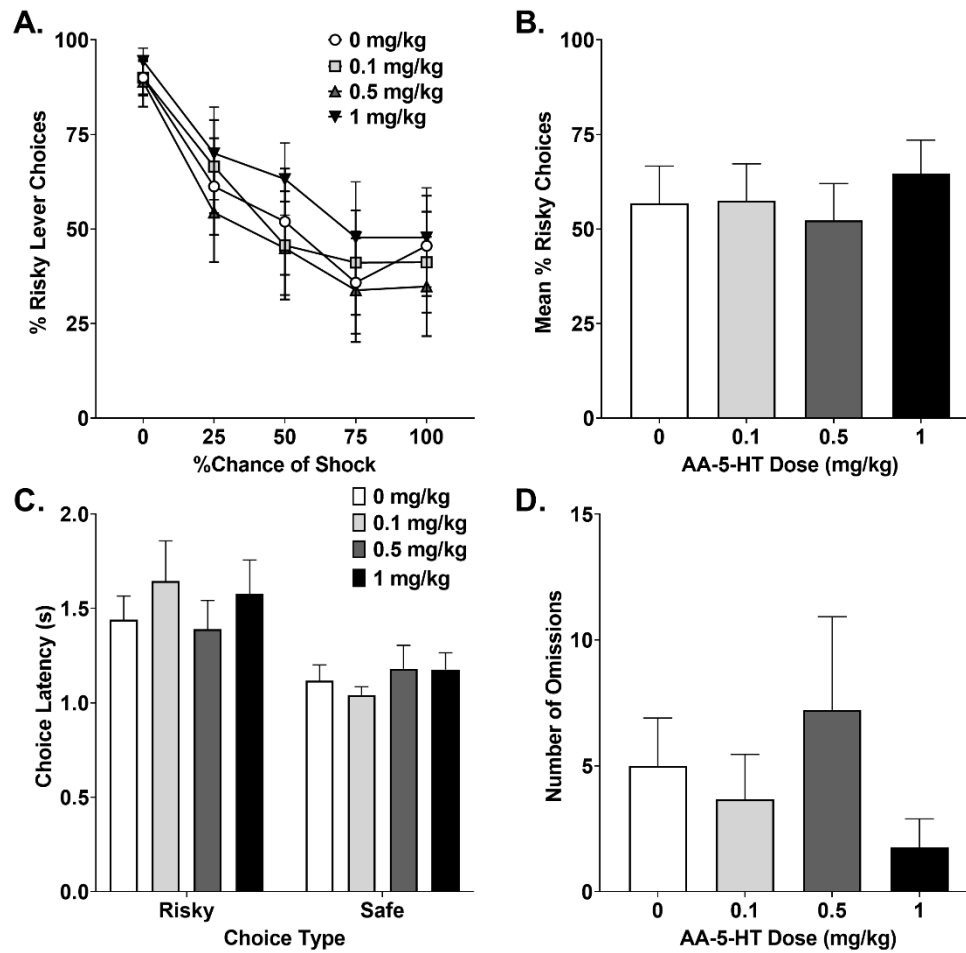 A.
100
75
50
25
0
% Risky Lever Choices
0 mg/kg
0.1 mg/kg
0.5 mg/kg
1 mg/kg
0 25 50 75 100
%Chance of Shock
B.
100
75
50
25
0
Mean % Risky Choices
0 0.1 0.5 1
AA-5-HT Dose (mg/kg)
C.
2.0
1.5
1.0
0.5
0.0
Choice Latency (s)
0 mg/kg
0.1 mg/kg
0.5 mg/kg
1 mg/kg
Risky Safe
Choice Type
D.
15
10
5
0
Number of Omissions
0 0.1 0.5 1
AA-5-HT Dose (mg/kg)